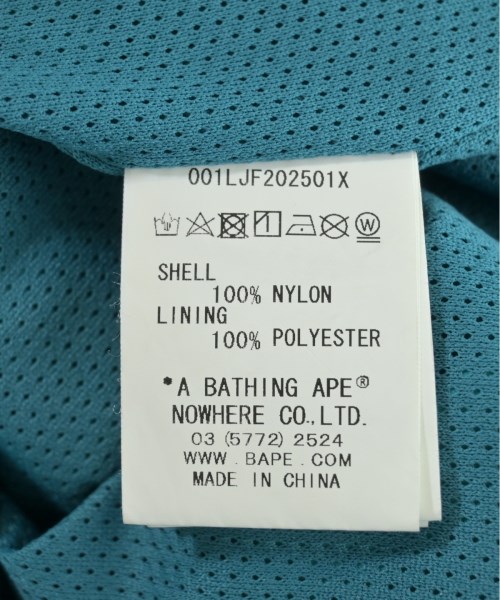 001LJF202501X
W
SHELL
100% NYLON
LINING
100% POLYESTER
*A BATHING APE®
NOWHERE CO.,LTD.
03 (5772) 2524
WWW.BAPE.COM
MADE IN CHINA